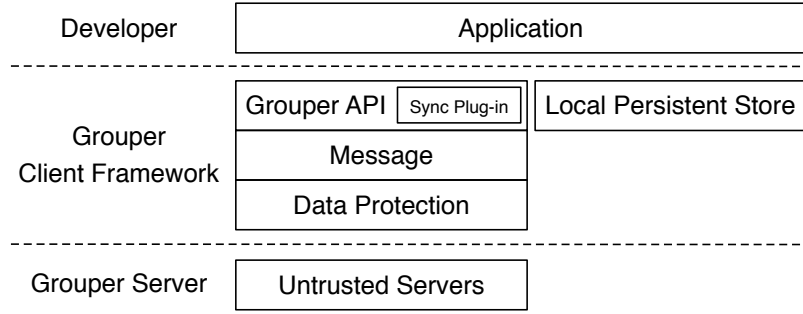 Developer
Application
Grouper API
Sync Plug-in
Local Persistent Store
Grouper
Client Framework
Message
Data Protection
Grouper Server
Untrusted Servers